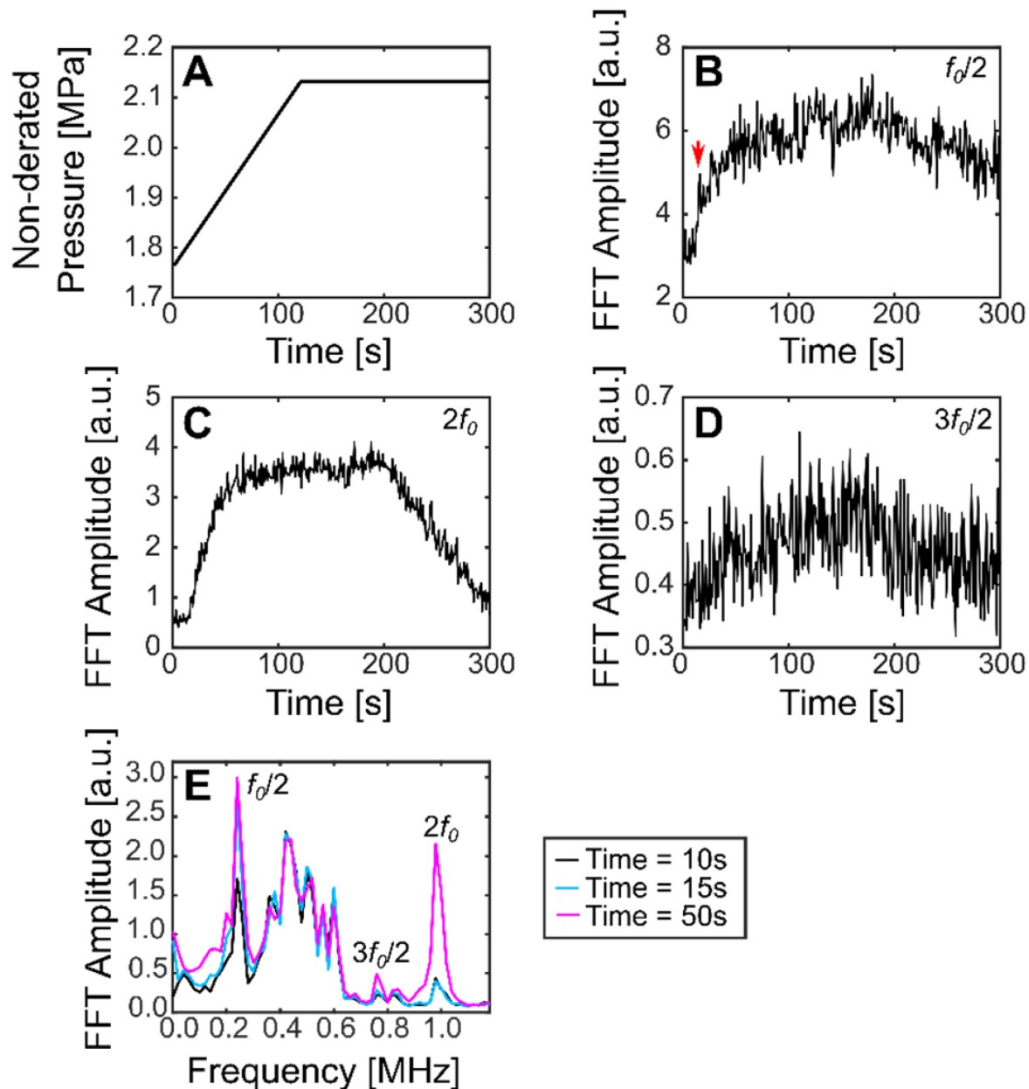 A
Non-derated
Pressure [MPa]
2.2
2.1
2.0
1.9
1.8
1.7
0 100 200 300
Time [s]
B
f0/2
FFT Amplitude [a.u.]
8
6
4
2
0 100 200 300
Time [s]
C
2f0
FFT Amplitude [a.u.]
5
4
3
2
1
0
0 100 200 300
Time [s]
D
3f0/2
FFT Amplitude [a.u.]
0.7
0.6
0.5
0.4
0.3
0 100 200 300
Time [s]
E
f0/2
2f0
3f0/2
FFT Amplitude [a.u.]
3.0
2.5
2.0
1.5
1.0
0.5
0.0
0.0 0.2 0.4 0.6 0.8 1.0
Frequency [MHz]
Time = 10s
Time = 15s
Time = 50s